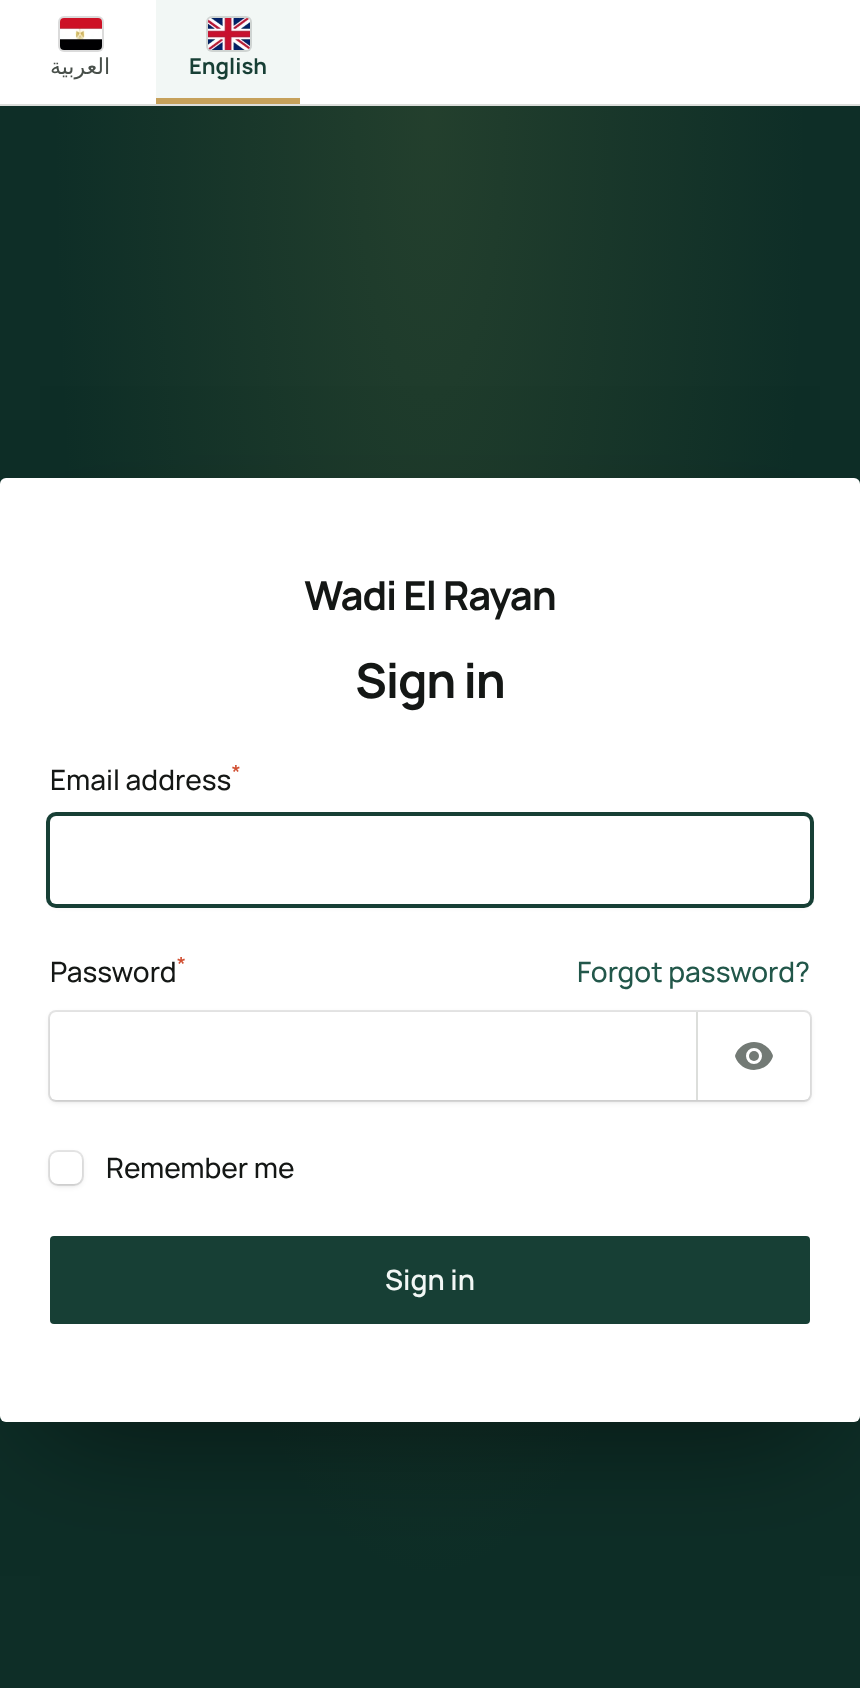 العربية
English
Wadi El Rayan
Sign in
Email address*
Password*
Forgot password?
Remember me
Sign in